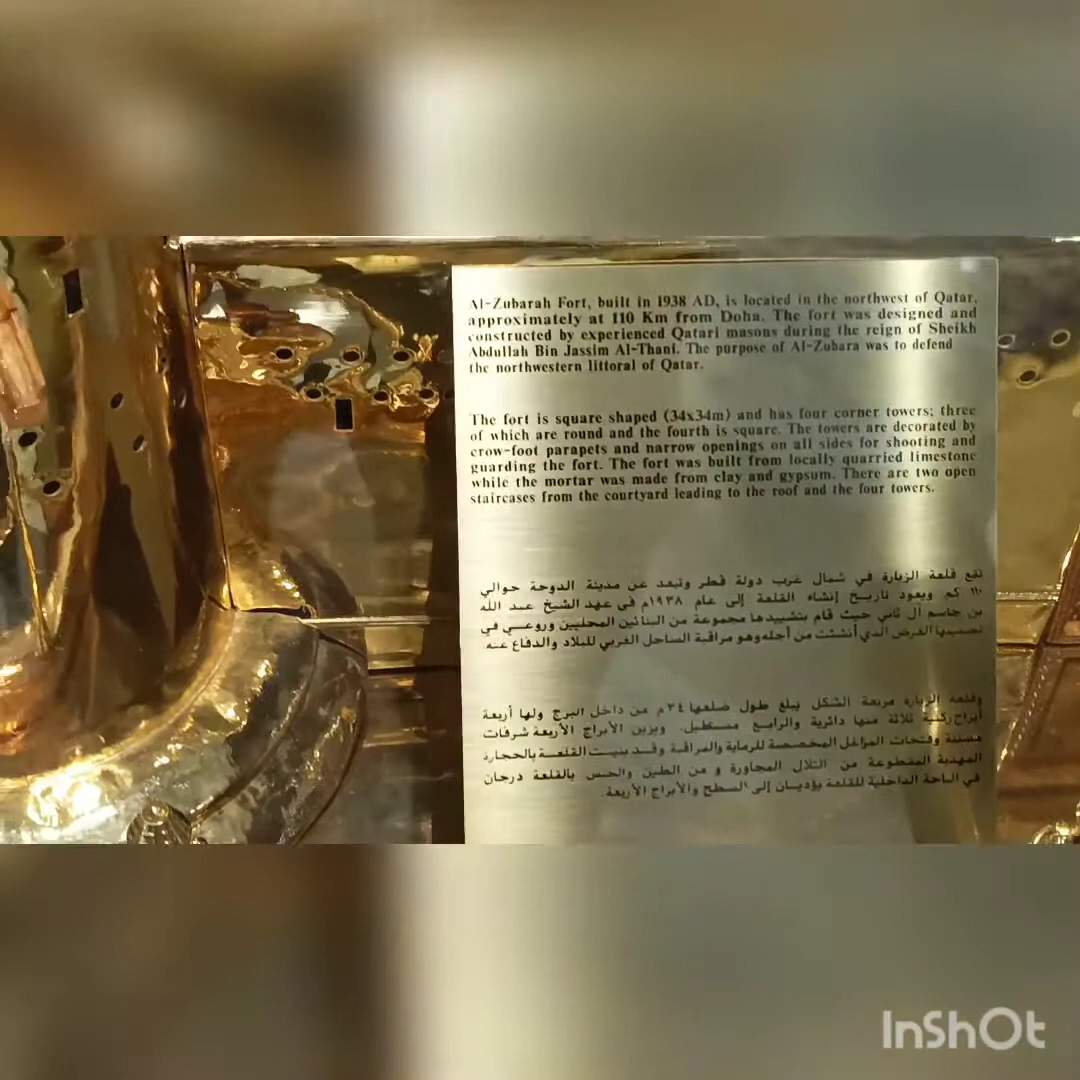 Al-Zubarah Fort, built in 1938 AD, is located in the northwest of Qatar,
approximately at 110 Km from Doha. The fort was designed and
constructed by experienced Qatari masons during the reign of Sheikh
Abdullah Bin Jassim Al-Thani. The purpose of Al-Zubara was to defend
the northwestern littoral of Qatar.
The fort is square shaped (34x34m) and has four corner towers; three
of which are round and the fourth is square. The towers are decorated by
crow-foot parapets and narrow openings on all sides for shooting and
guarding the fort. The fort was built from locally quarried limestone
while the mortar was made from clay and gypsum. There are two open
staircases from the courtyard leading to the roof and the four towers.
تقع قلعة الزبارة في شمال غرب دولة قطر وتبعد عن مدينة الدوحة حوالي
١١٠ كم ويعود تاريخ إنشاء القلعة إلى عام ١٩٣٨م في عهد الشيخ عبد الله
بن جاسم آل ثاني حيث قام بتشييدها مجموعة من البنائين المحليين وروعي في
تصميمها الغرض الذي أنشئت من أجله وهو مراقبة الساحل الغربي للبلاد والدفاع عنه.
وقلعة الزبارة مربعة الشكل يبلغ طول ضلعها ٣٤م من داخل البرج ولها أربعة
أبراج ركنية ثلاثة منها دائرية والرابع مستطيل. ويزين الأبراج الأربعة شرفات
مسننة وفتحات المزاغل المخصصة للرماية والمراقبة وقد بنيت القلعة بالحجارة
المهذبة المقطوعة من التلال المجاورة و من الطين والجس بالقلعة درجان
في الباحة الداخلية للقلعة يؤديان إلى السطح والأبراج الأربعة.
InShOt